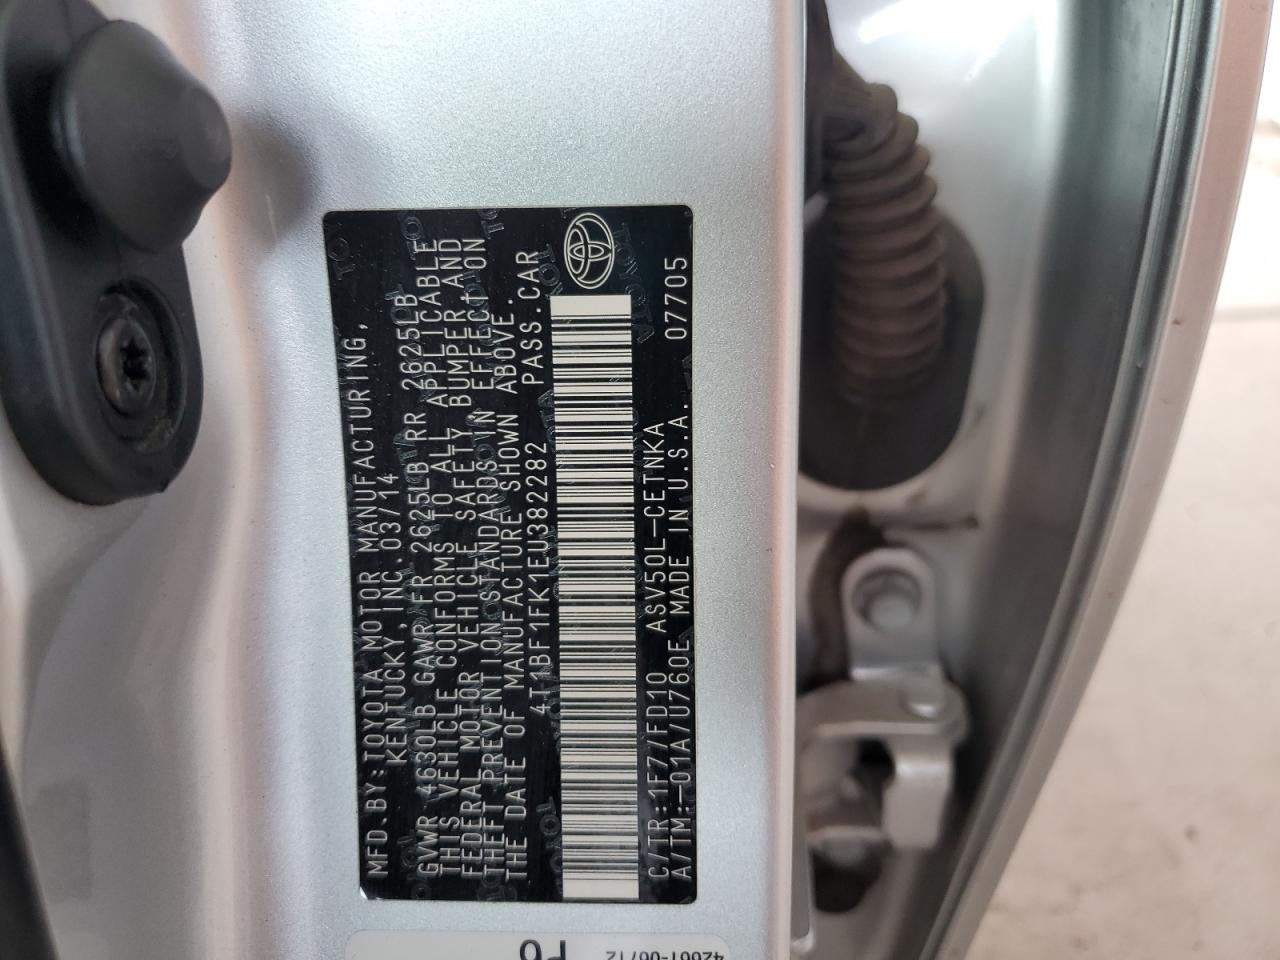 MFD.BY:TOYOTA MOTOR MANUFACTURING,
KENTUCKY,INC. 03/14
GVWR 4630LB GAWR FR 2625LB RR 2625LB
THIS VEHICLE CONFORMS TO ALL APPLICABLE
FEDERAL MOTOR VEHICLE SAFETY, BUMPER, AND
THEFT PREVENTION STANDARDS IN EFFECT ON
THE DATE OF MANUFACTURE SHOWN ABOVE.
4T1BF1FK1EU382282 PASS.CAR
C/TR:1F7/FD10 ASV50L-CETNKA
A/TM:-01A/U760E MADE IN U.S.A. 07705
42661-06712